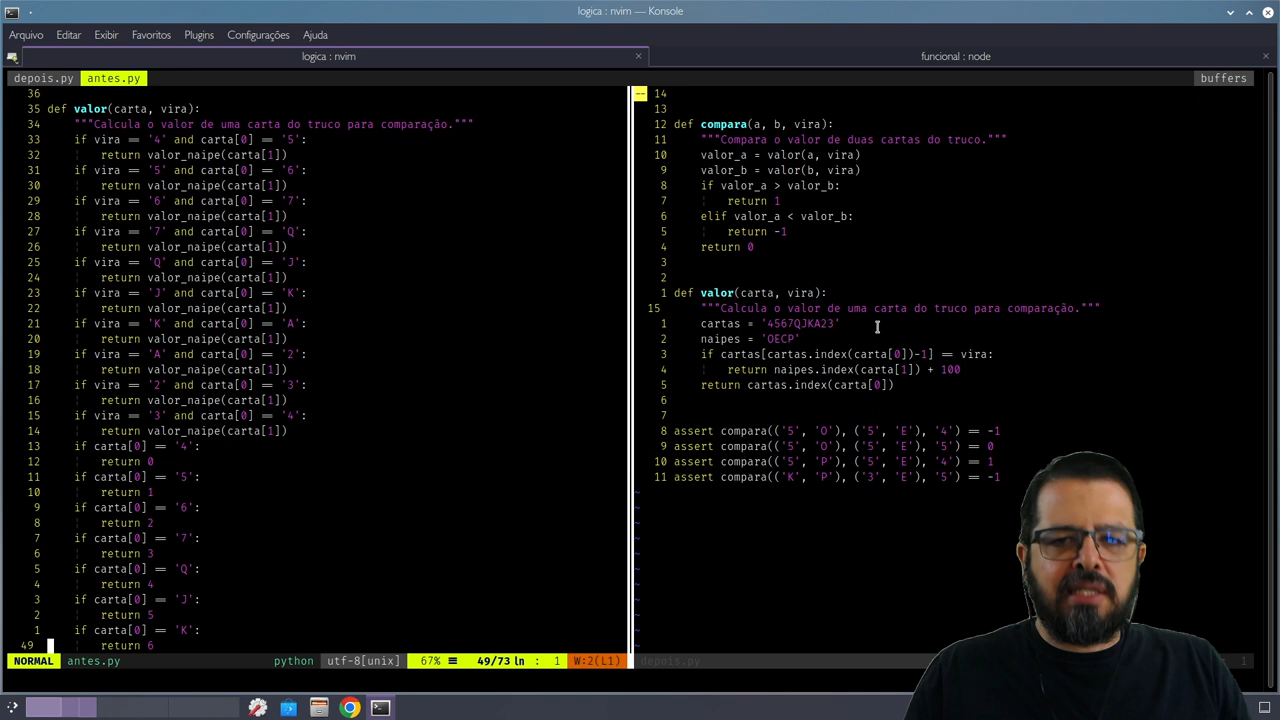 logica : nvim — Konsole
Arquivo Editar Exibir Favoritos Plugins Configurações Ajuda
logica : nvim
funcional : node
depois.py antes.py
buffers
36
35 def valor(carta, vira):
34 """Calcula o valor de uma carta do truco para comparação."""
33 if vira == '4' and carta[0] == '5':
32 return valor_naipe(carta[1])
31 if vira == '5' and carta[0] == '6':
30 return valor_naipe(carta[1])
29 if vira == '6' and carta[0] == '7':
28 return valor_naipe(carta[1])
27 if vira == '7' and carta[0] == 'Q':
26 return valor_naipe(carta[1])
25 if vira == 'Q' and carta[0] == 'J':
24 return valor_naipe(carta[1])
23 if vira == 'J' and carta[0] == 'K':
22 return valor_naipe(carta[1])
21 if vira == 'K' and carta[0] == 'A':
20 return valor_naipe(carta[1])
19 if vira == 'A' and carta[0] == '2':
18 return valor_naipe(carta[1])
17 if vira == '2' and carta[0] == '3':
16 return valor_naipe(carta[1])
15 if vira == '3' and carta[0] == '4':
14 return valor_naipe(carta[1])
13 if carta[0] == '4':
12 return 0
11 if carta[0] == '5':
10 return 1
9 if carta[0] == '6':
8 return 2
7 if carta[0] == '7':
6 return 3
5 if carta[0] == 'Q':
4 return 4
3 if carta[0] == 'J':
2 return 5
1 if carta[0] == 'K':
49 return 6
NORMAL antes.py python utf-8[unix] 67% 49/73 ln : 1 W:2(L1)
-- 14
13
12 def compara(a, b, vira):
11 """Compara o valor de duas cartas do truco."""
10 valor_a = valor(a, vira)
9 valor_b = valor(b, vira)
8 if valor_a > valor_b:
7 return 1
6 elif valor_a < valor_b:
5 return -1
4 return 0
3
2
1 def valor(carta, vira):
15 """Calcula o valor de uma carta do truco para comparação."""
1 cartas = '4567QJKA23'
2 naipes = 'OECP'
3 if cartas[cartas.index(carta[0])-1] == vira:
4 return naipes.index(carta[1]) + 100
5 return cartas.index(carta[0])
6
7
8 assert compara(('5', 'O'), ('5', 'E'), '4') == -1
9 assert compara(('5', 'O'), ('5', 'E'), '5') == 0
10 assert compara(('5', 'P'), ('5', 'E'), '4') == 1
11 assert compara(('K', 'P'), ('3', 'E'), '5') == -1
~
~
~
~
~
~
~
~
~
~
~
depois.py 1